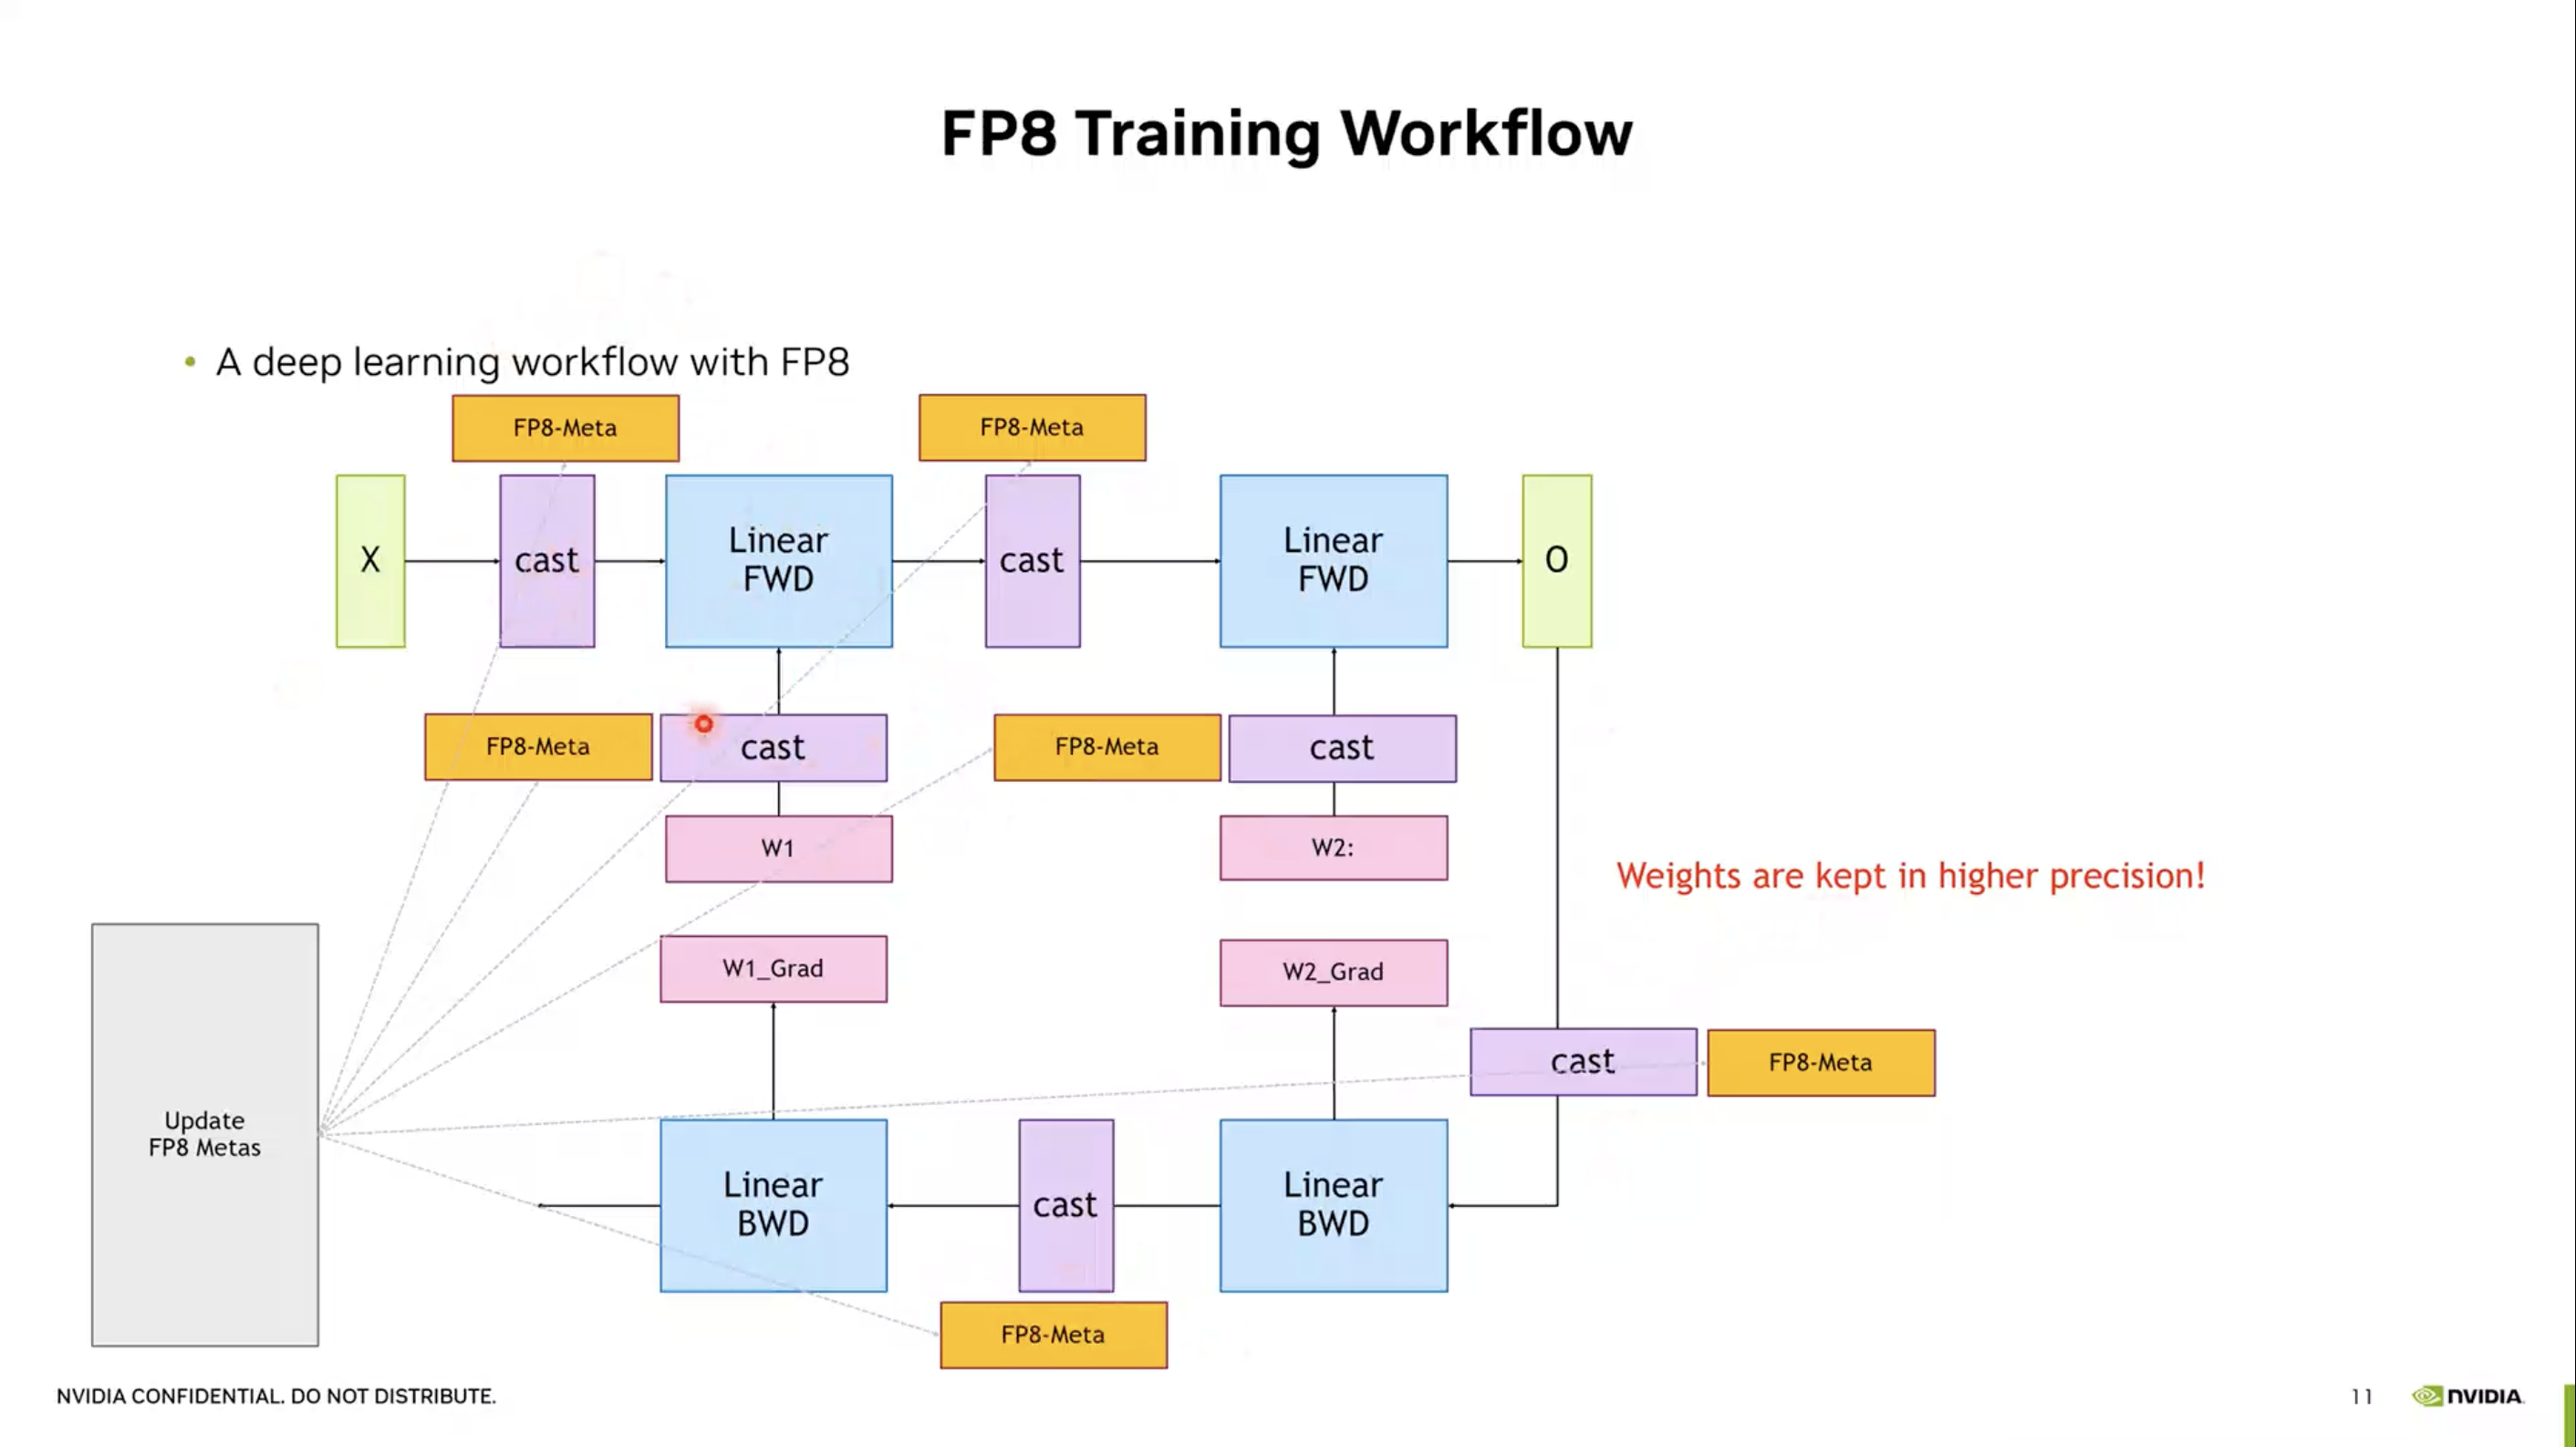 FP8 Training Workflow
• A deep learning workflow with FP8
FP8-Meta
FP8-Meta
X
cast
Linear
FWD
cast
Linear
FWD
O
FP8-Meta
cast
FP8-Meta
cast
W1
W2:
Weights are kept in higher precision!
W1_Grad
W2_Grad
cast
FP8-Meta
Update
FP8 Metas
Linear
BWD
cast
Linear
BWD
FP8-Meta
NVIDIA CONFIDENTIAL. DO NOT DISTRIBUTE.
11
NVIDIA.